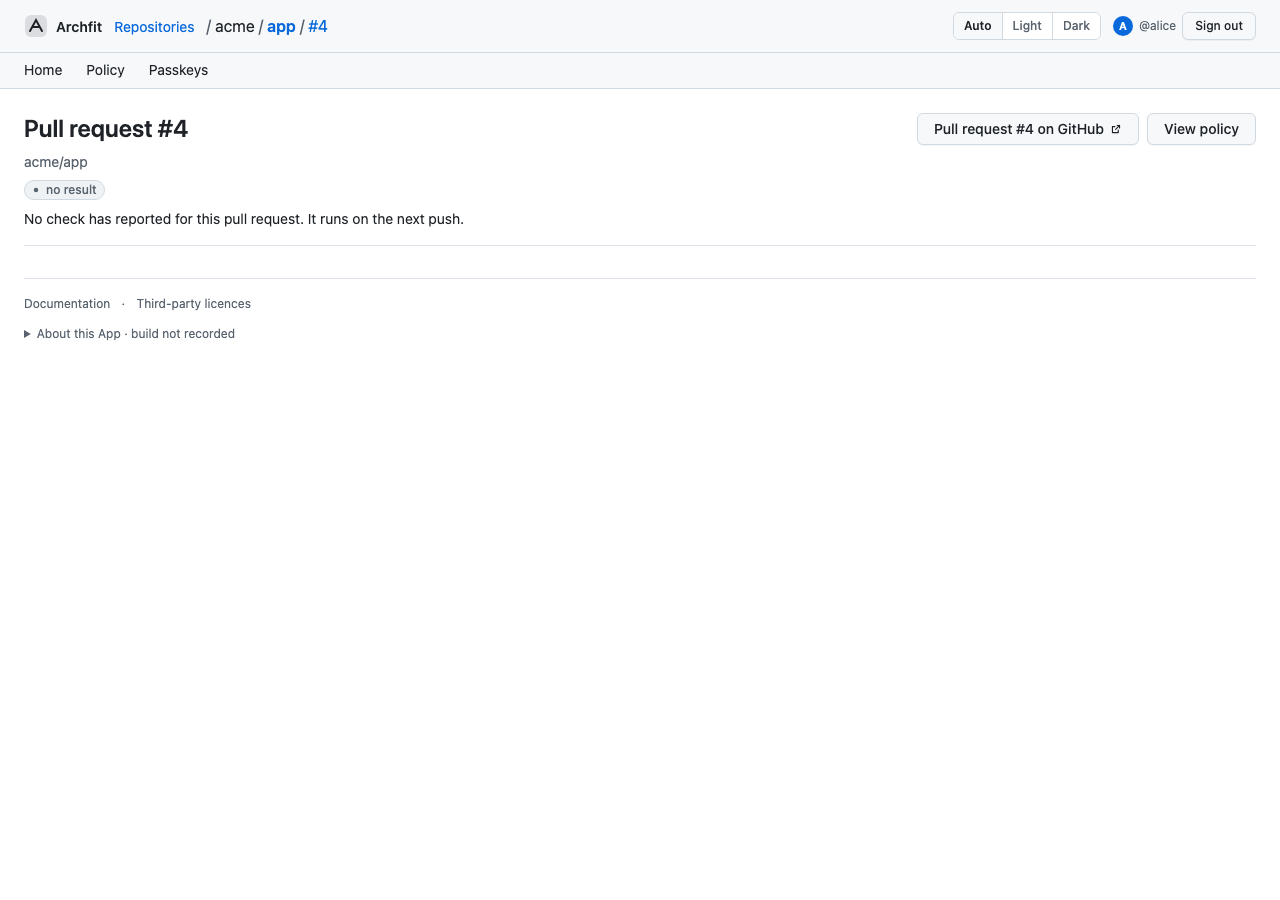 Archfit Repositories / acme / app / #4 Auto Light Dark A @alice Sign out
Home Policy Passkeys
Pull request #4 Pull request #4 on GitHub View policy
acme/app
no result
No check has reported for this pull request. It runs on the next push.
Documentation · Third-party licences
About this App · build not recorded